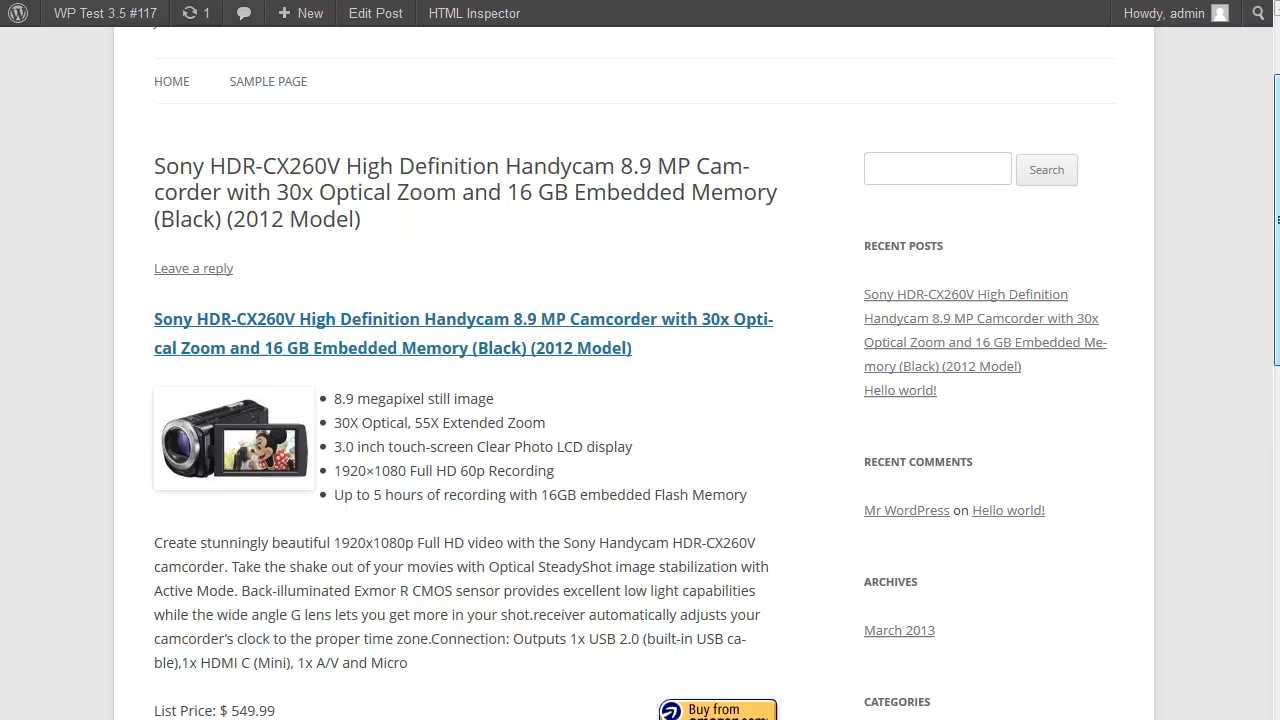 WP Test 3.5 #117 1 New Edit Post HTML Inspector Howdy, admin
HOME SAMPLE PAGE
Sony HDR-CX260V High Definition Handycam 8.9 MP Cam-
corder with 30x Optical Zoom and 16 GB Embedded Memory
(Black) (2012 Model)
Leave a reply
Sony HDR-CX260V High Definition Handycam 8.9 MP Camcorder with 30x Opti-
cal Zoom and 16 GB Embedded Memory (Black) (2012 Model)
8.9 megapixel still image
30X Optical, 55X Extended Zoom
3.0 inch touch-screen Clear Photo LCD display
1920×1080 Full HD 60p Recording
Up to 5 hours of recording with 16GB embedded Flash Memory
Create stunningly beautiful 1920x1080p Full HD video with the Sony Handycam HDR-CX260V
camcorder. Take the shake out of your movies with Optical SteadyShot image stabilization with
Active Mode. Back-illuminated Exmor R CMOS sensor provides excellent low light capabilities
while the wide angle G lens lets you get more in your shot.receiver automatically adjusts your
camcorder's clock to the proper time zone.Connection: Outputs 1x USB 2.0 (built-in USB ca-
ble),1x HDMI C (Mini), 1x A/V and Micro
List Price: $ 549.99
Buy from
amazon.com
Search
RECENT POSTS
Sony HDR-CX260V High Definition
Handycam 8.9 MP Camcorder with 30x
Optical Zoom and 16 GB Embedded Me-
mory (Black) (2012 Model)
Hello world!
RECENT COMMENTS
Mr WordPress on Hello world!
ARCHIVES
March 2013
CATEGORIES